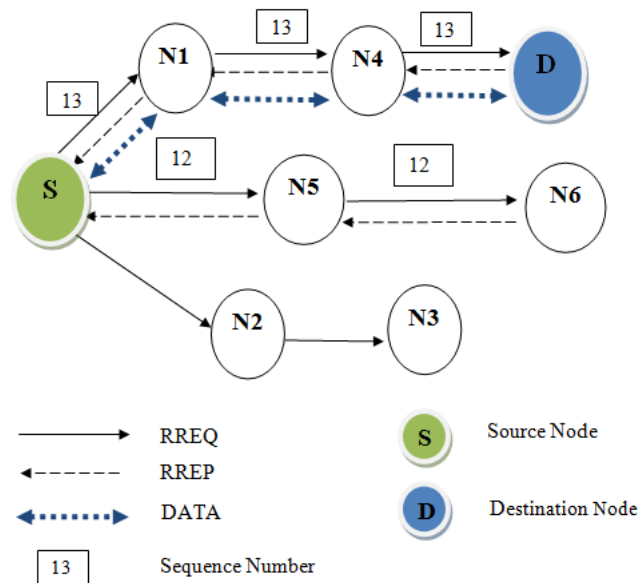 13
13
N1
N4
D
13
12
12
S
N5
N6
N2
N3
RREQ
S
Source Node
RREP
DATA
D
Destination Node
13
Sequence Number